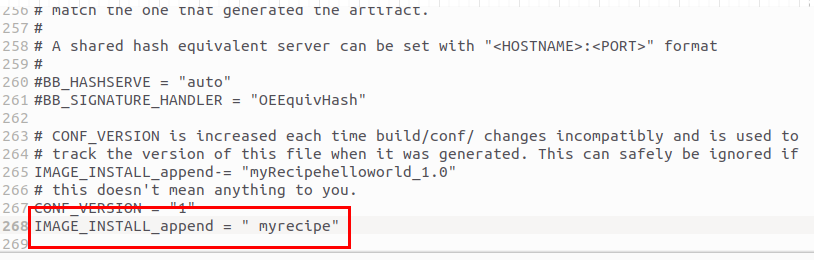 256 # match the one that generated the artifact.
257 #
258 # A shared hash equivalent server can be set with "<HOSTNAME>:<PORT>" format
259 #
260 #BB_HASHSERVE = "auto"
261 #BB_SIGNATURE_HANDLER = "OEEquivHash"
262
263 # CONF_VERSION is increased each time build/conf/ changes incompatibly and is used to
264 # track the version of this file when it was generated. This can safely be ignored if
265 IMAGE_INSTALL_append-= "myRecipehelloworld_1.0"
266 # this doesn't mean anything to you.
267 CONF_VERSION = "1"
268 IMAGE_INSTALL_append = " myrecipe"
269